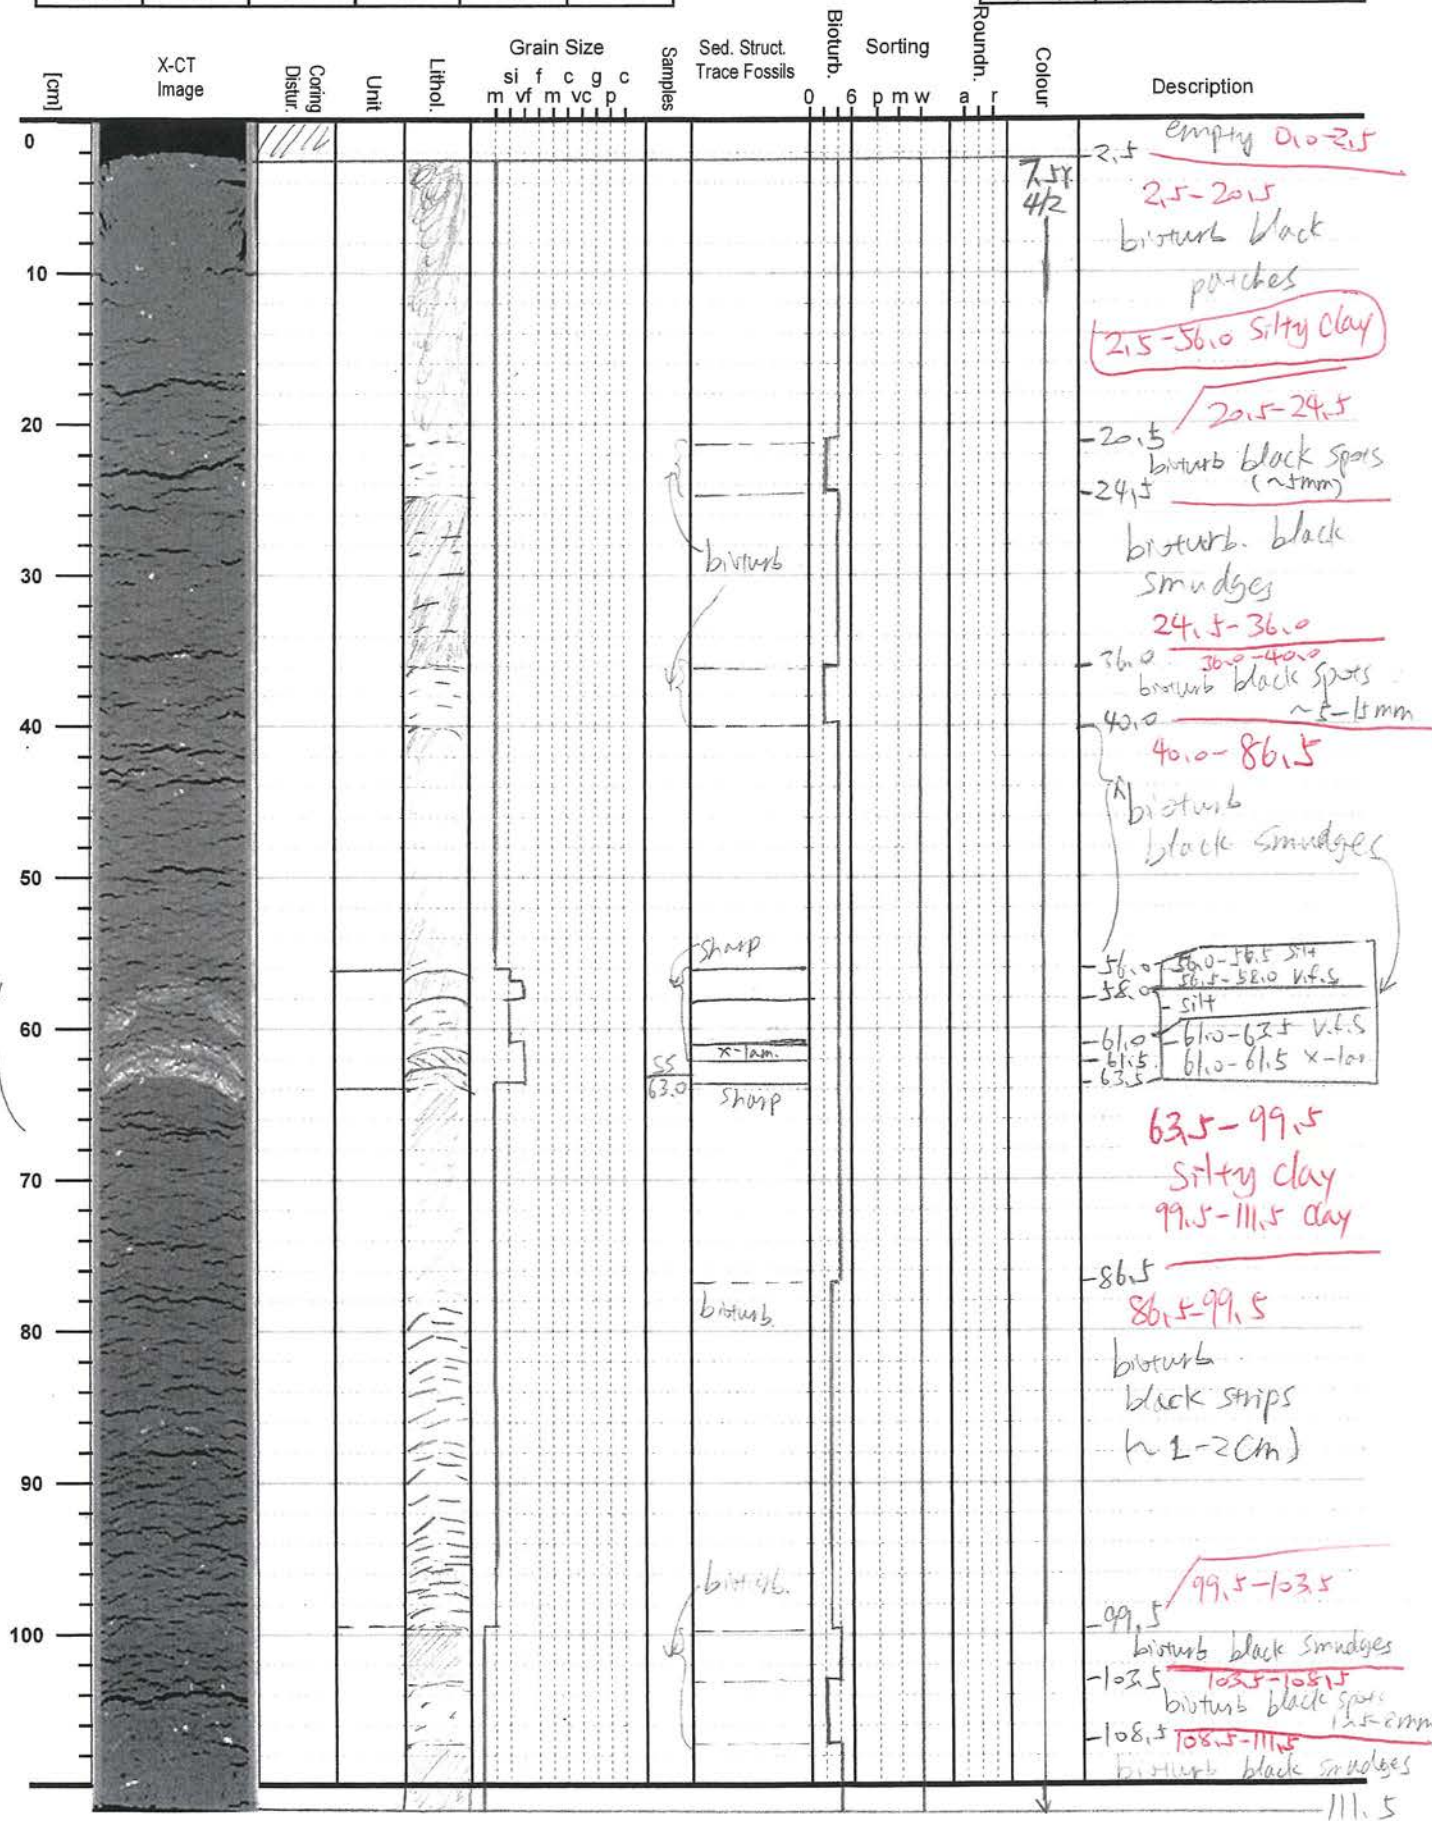 [cm]
X-CT
Image
Coring
Distur.
Unit
Lithol.
Grain Size
si f c g c
m vf m vc p
Samples
Sed. Struct.
Trace Fossils
Bioturb.
0 6
Sorting
p m w
Roundn.
a r
Colour
Description
0
10
20
30
40
50
60
70
80
90
100
7.5Y
4/2
2.5
empty 0.0-2.5
2.5-20.5
bioturb black
patches
2.5-56.0 Silty Clay
20.5-24.5
-20.5
bioturb black spots
(~5mm)
-24.5
bioturb
bioturb. black
smudges
24.5-36.0
-36.0
36.0-40.0
bioturb black spots
~5-15mm
-40.0
40.0-86.5
bioturb
black smudges
sharp
-56.0
56.0-56.5 silt
56.5-58.0 v.f.s
-58.0
silt
-61.0
61.0-63.5 v.f.s
x-lam.
-61.5
61.0-61.5 x-lam
SS
63.0
-63.5
sharp
63.5-99.5
Silty clay
99.5-111.5 Clay
-86.5
86.5-99.5
bioturb.
bioturb
black strips
(~1-2cm)
bioturb.
99.5-103.5
-99.5
bioturb black smudges
-103.5
103.5-108.5
bioturb black spots
-108.5
108.5-111.5
bioturb black smudges
111.5